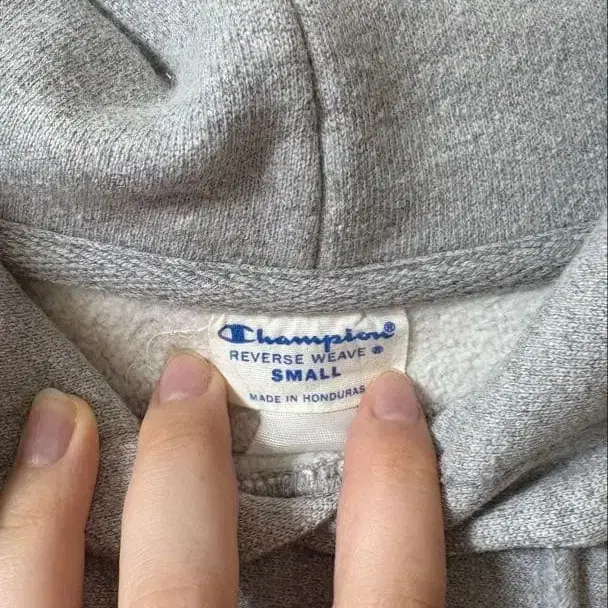 Champion®
REVERSE WEAVE ®
SMALL
MADE IN HONDURAS